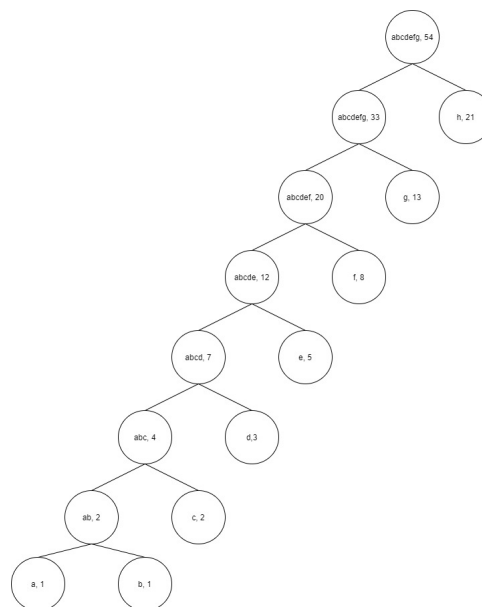 abcdefg, 54
abcdefg, 33
h, 21
abcdef, 20
g, 13
abcde, 12
f, 8
abcd, 7
e, 5
abc, 4
d,3
ab, 2
c, 2
a, 1
b, 1